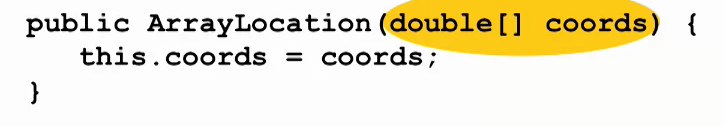 public ArrayLocation(double[] coords) {
this.coords = coords;
}